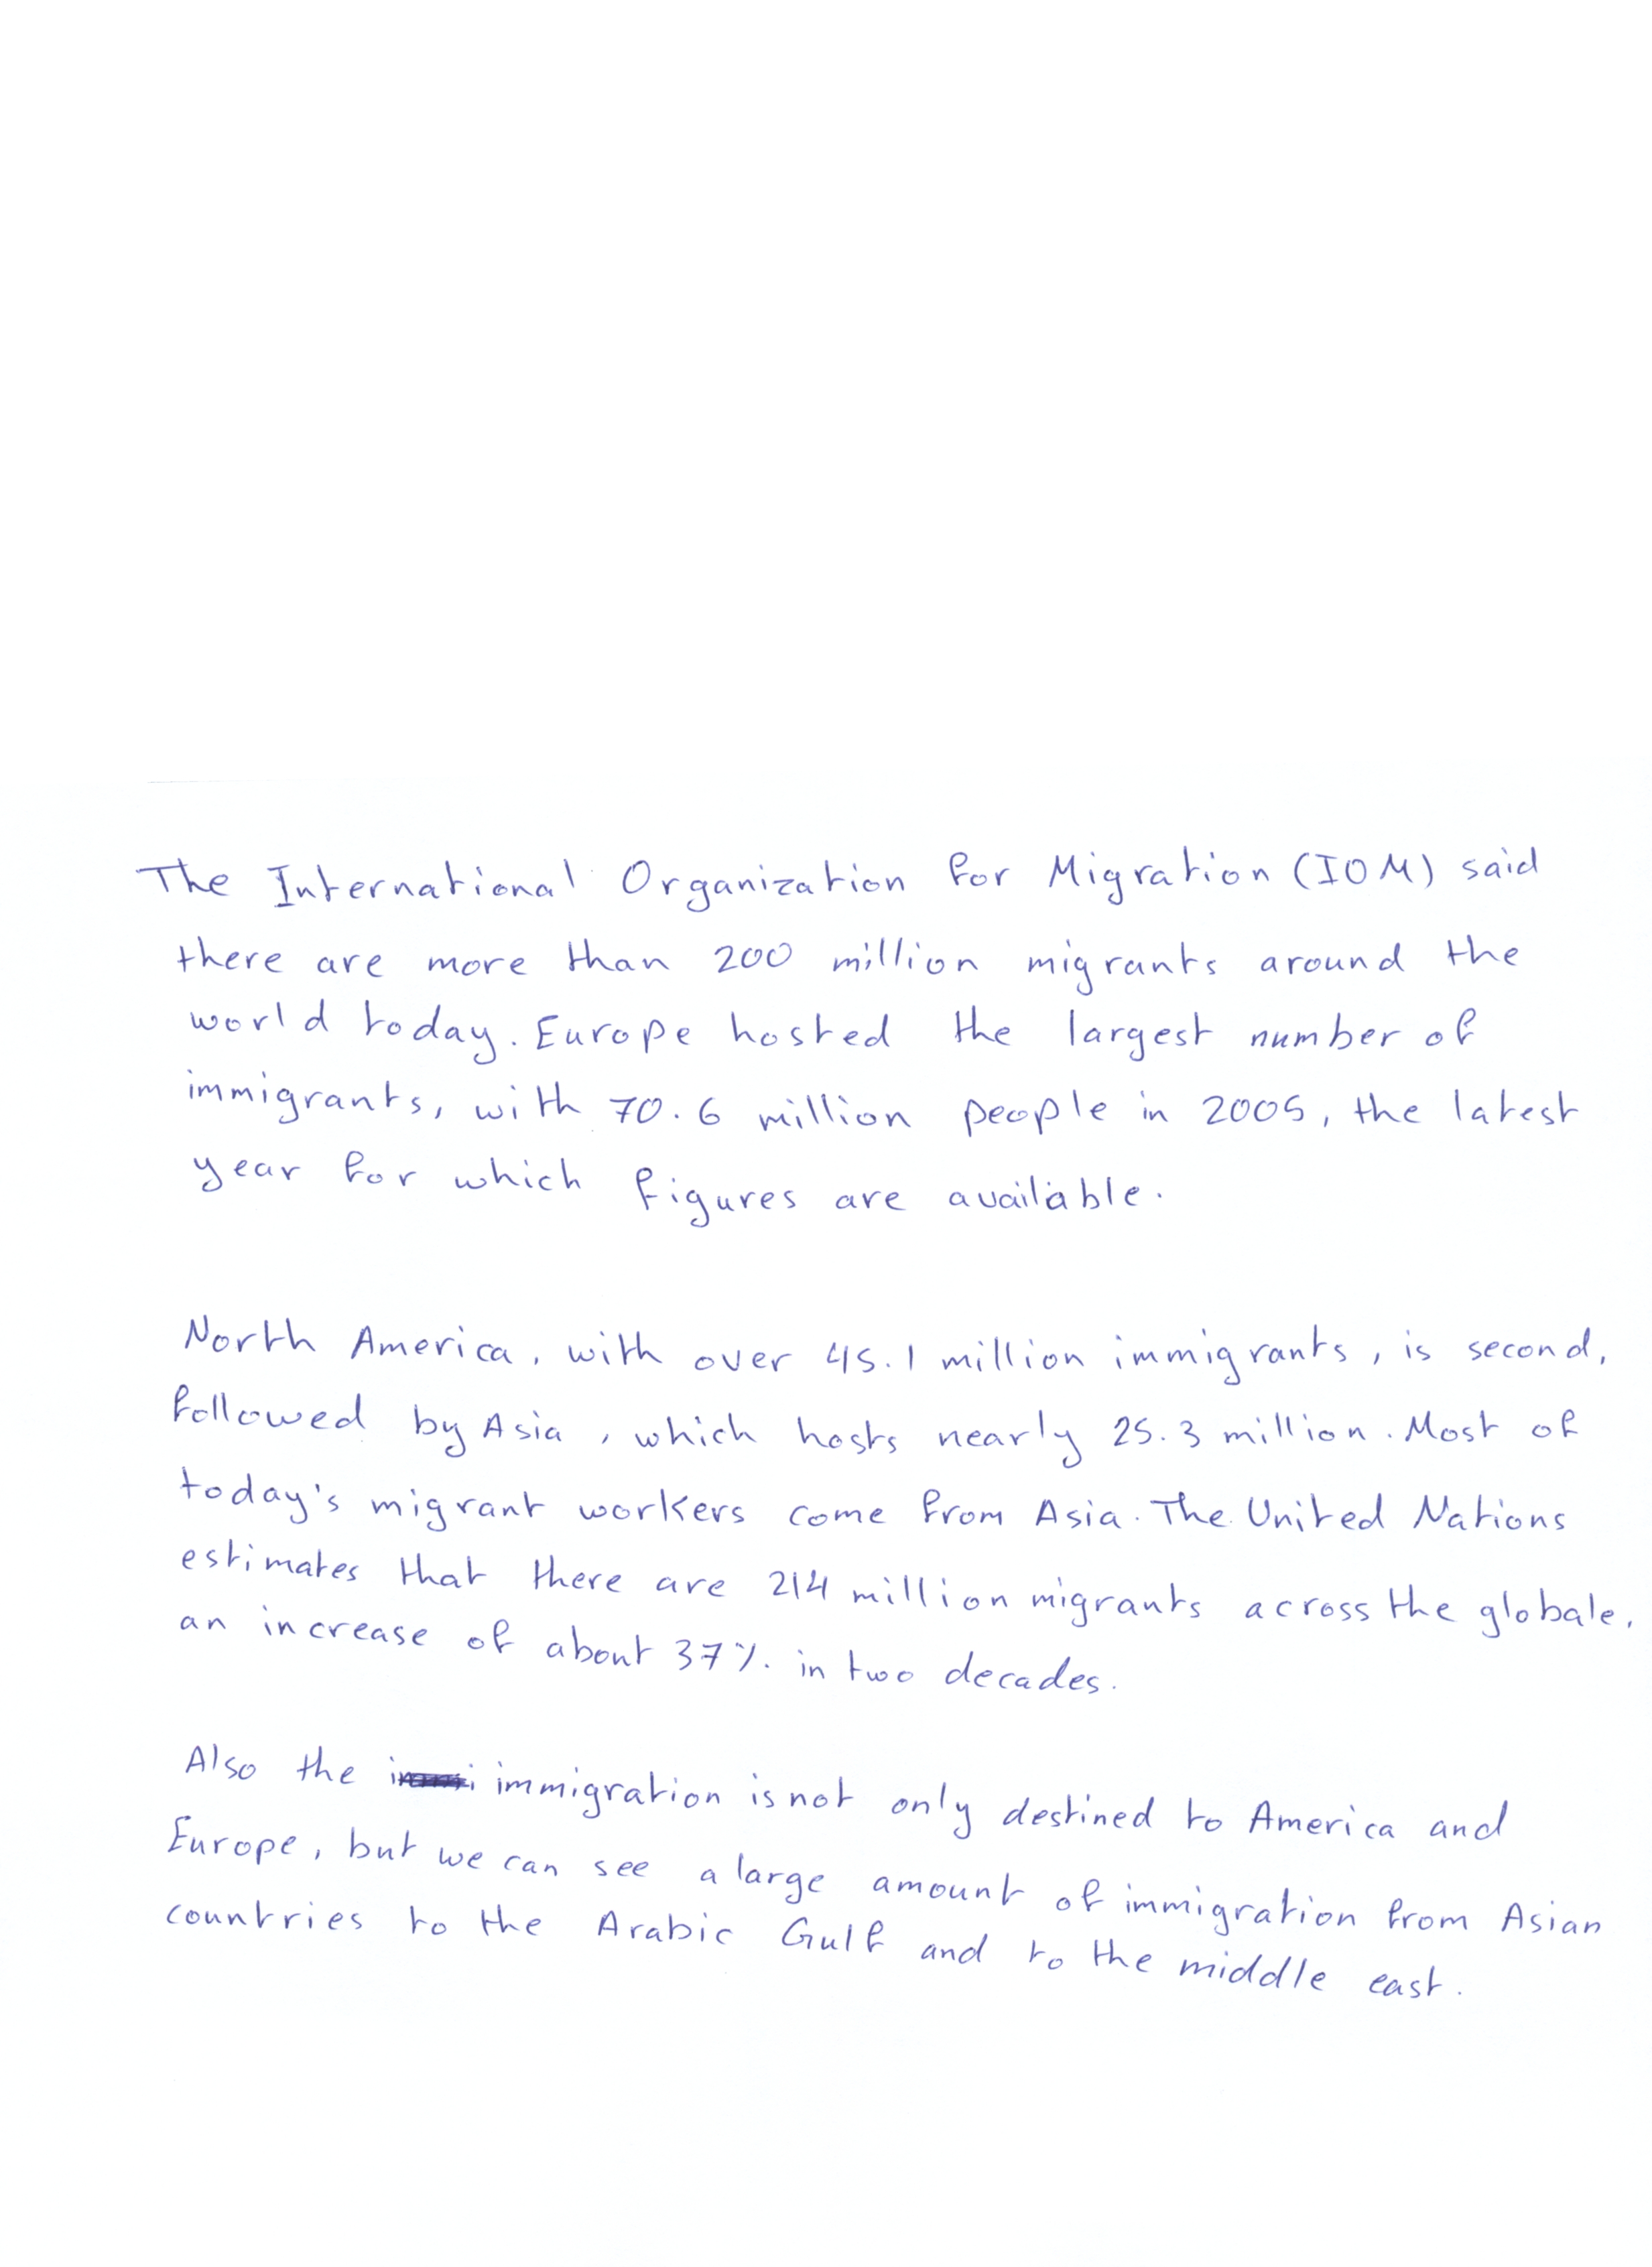 The International Organization for Migration (IOM) said
there are more than 200 million migrants around the
world today. Europe hosted the largest number of
immigrants, with 70.6 million people in 2005, the latest
year for which figures are available.
North America, with over 45.1 million immigrants, is second,
followed by Asia, which hosts nearly 25.3 million. Most of
today's migrant workers come from Asia. The United Nations
estimates that there are 214 million migrants across the globale,
an increase of about 37% in two decades.
Also the immigration is not only destined to America and
Europe, but we can see a large amount of immigration from Asian
countries to the Arabic Gulf and to the middle east.